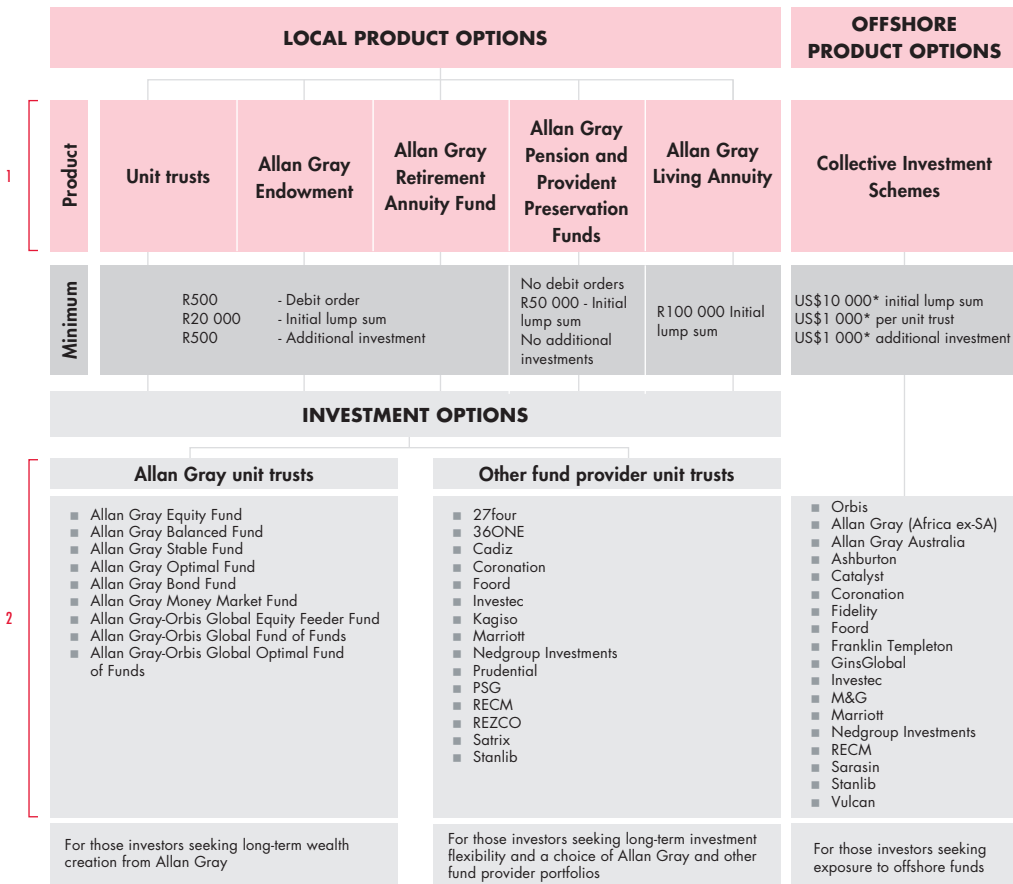 LOCAL PRODUCT OPTIONS
OFFSHORE
PRODUCT OPTIONS
1
Product
Unit trusts
Allan Gray
Endowment
Allan Gray
Retirement
Annuity Fund
Allan Gray
Pension and
Provident
Preservation
Funds
Allan Gray
Living Annuity
Collective Investment
Schemes
Minimum
R500 - Debit order
R20 000 - Initial lump sum
R500 - Additional investment
No debit orders
R50 000 - Initial
lump sum
No additional
investments
R100 000 Initial
lump sum
US$10 000* initial lump sum
US$1 000* per unit trust
US$1 000* additional investment
INVESTMENT OPTIONS
2
Allan Gray unit trusts
Allan Gray Equity Fund
Allan Gray Balanced Fund
Allan Gray Stable Fund
Allan Gray Optimal Fund
Allan Gray Bond Fund
Allan Gray Money Market Fund
Allan Gray-Orbis Global Equity Feeder Fund
Allan Gray-Orbis Global Fund of Funds
Allan Gray-Orbis Global Optimal Fund
of Funds
For those investors seeking long-term wealth
creation from Allan Gray
Other fund provider unit trusts
27four
36ONE
Cadiz
Coronation
Foord
Investec
Kagiso
Marriott
Nedgroup Investments
Prudential
PSG
RECM
REZCO
Satrix
Stanlib
For those investors seeking long-term investment
flexibility and a choice of Allan Gray and other
fund provider portfolios
Orbis
Allan Gray (Africa ex-SA)
Allan Gray Australia
Ashburton
Catalyst
Coronation
Fidelity
Foord
Franklin Templeton
GinsGlobal
Investec
M&G
Marriott
Nedgroup Investments
RECM
Sarasin
Stanlib
Vulcan
For those investors seeking
exposure to offshore funds